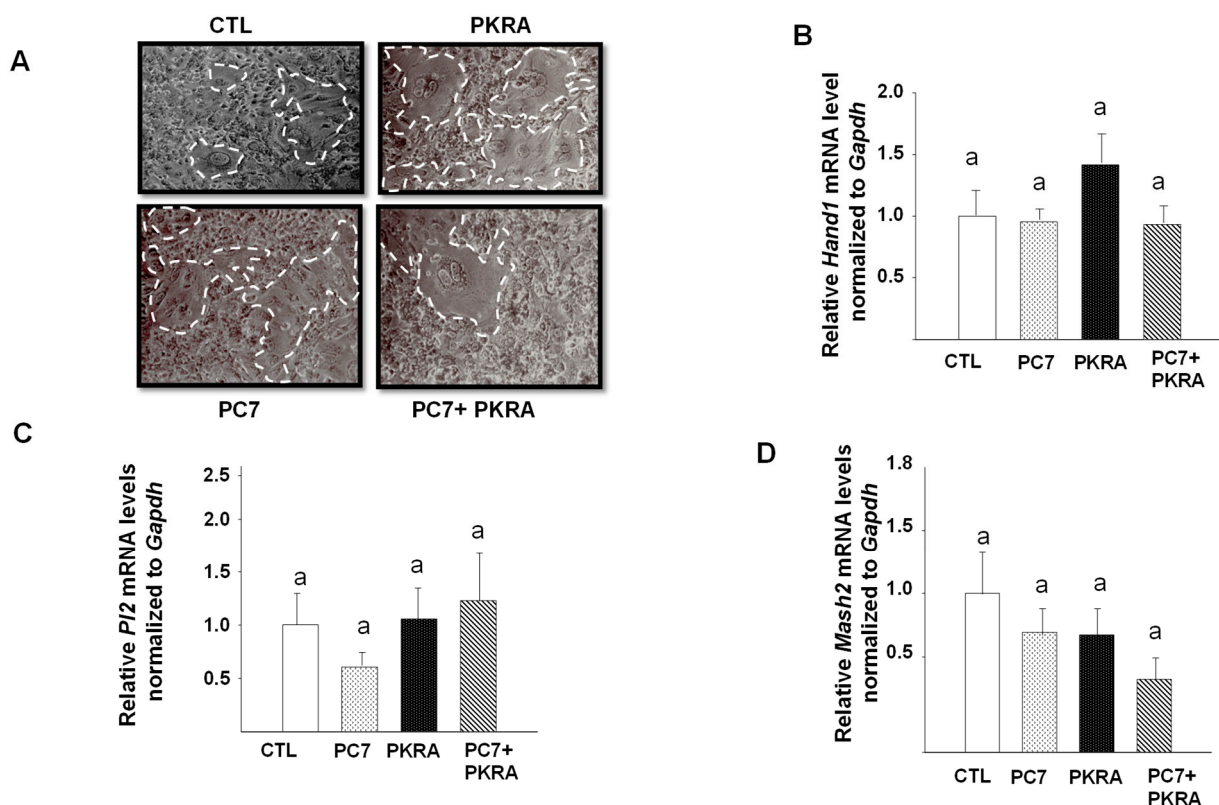 A
CTL
PKRA
PC7
PC7+ PKRA
B
Relative Hand1 mRNA level
normalized to Gapdh
2.0
1.5
1.0
0.5
a
a
a
a
CTL
PC7
PKRA
PC7+
PKRA
C
Relative Pl2 mRNA levels
normalized to Gapdh
2.5
2.0
1.5
1.0
0.5
a
a
a
a
CTL
PC7
PKRA
PC7+
PKRA
D
Relative Mash2 mRNA levels
normalized to Gapdh
1.8
1.5
1.0
0.5
a
a
a
a
CTL
PC7
PKRA
PC7+
PKRA